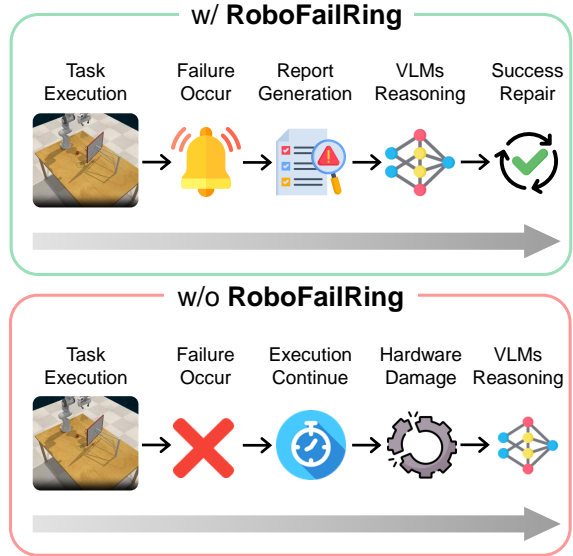 w/ RoboFailRing
Task
Execution
Failure
Occur
Report
Generation
VLMs
Reasoning
Success
Repair
w/o RoboFailRing
Task
Execution
Failure
Occur
Execution
Continue
Hardware
Damage
VLMs
Reasoning